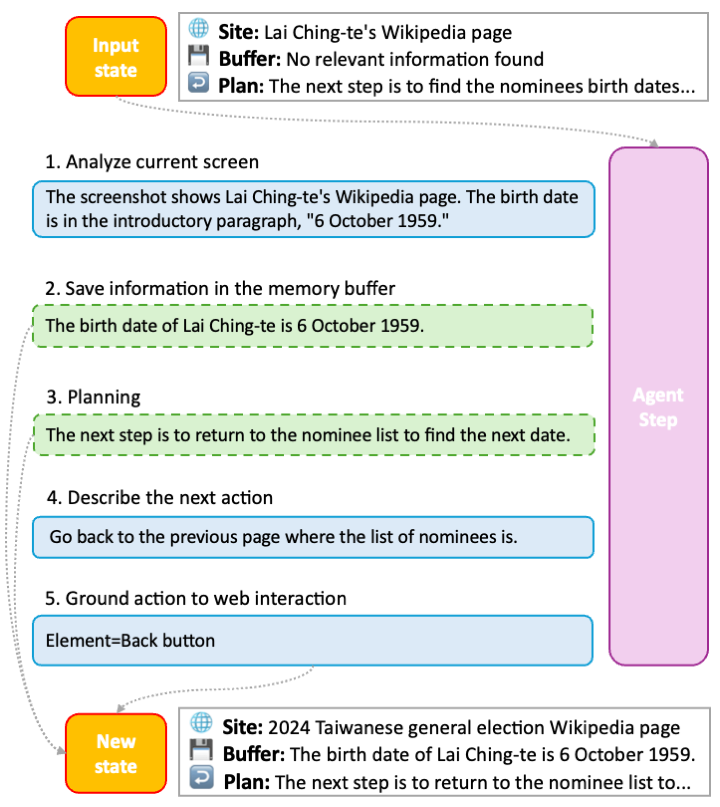 Input
state
Site: Lai Ching-te's Wikipedia page
Buffer: No relevant information found
Plan: The next step is to find the nominees birth dates...
1. Analyze current screen
The screenshot shows Lai Ching-te's Wikipedia page. The birth date
is in the introductory paragraph, "6 October 1959."
2. Save information in the memory buffer
The birth date of Lai Ching-te is 6 October 1959.
3. Planning
The next step is to return to the nominee list to find the next date.
4. Describe the next action
Go back to the previous page where the list of nominees is.
5. Ground action to web interaction
Element=Back button
Agent
Step
New
state
Site: 2024 Taiwanese general election Wikipedia page
Buffer: The birth date of Lai Ching-te is 6 October 1959.
Plan: The next step is to return to the nominee list to...